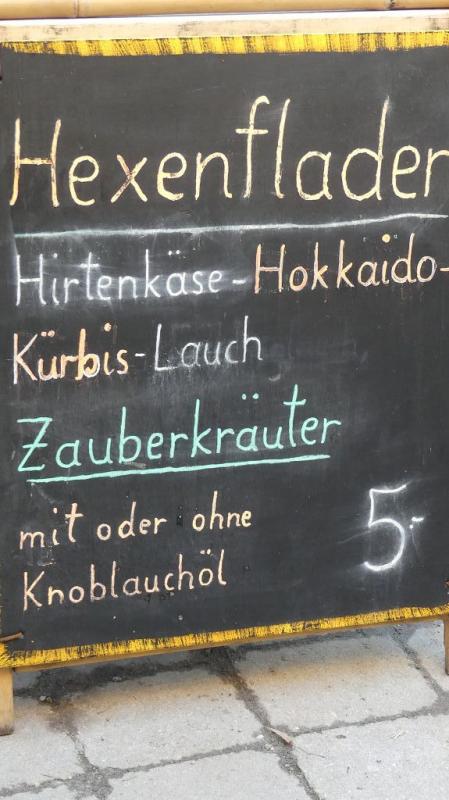 Hexenfladen
Hirtenkäse-Hokkaido-
Kürbis-Lauch
Zauberkräuter
mit oder ohne
Knoblauchöl
5.-